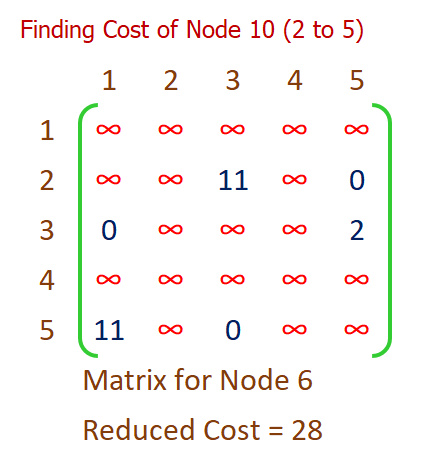 Finding Cost of Node 10 (2 to 5)
1 2 3 4 5
1 ∞ ∞ ∞ ∞ ∞
2 ∞ ∞ 11 ∞ 0
3 0 ∞ ∞ ∞ 2
4 ∞ ∞ ∞ ∞ ∞
5 11 ∞ 0 ∞ ∞
Matrix for Node 6
Reduced Cost = 28